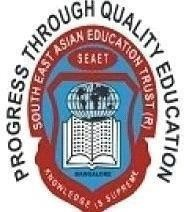 PROGRESS THROUGH QUALITY EDUCATION
SOUTH EAST ASIAN EDUCATION TRUST (R)
SEAET
BANGALORE
KNOWLEDGE IS SUPREME